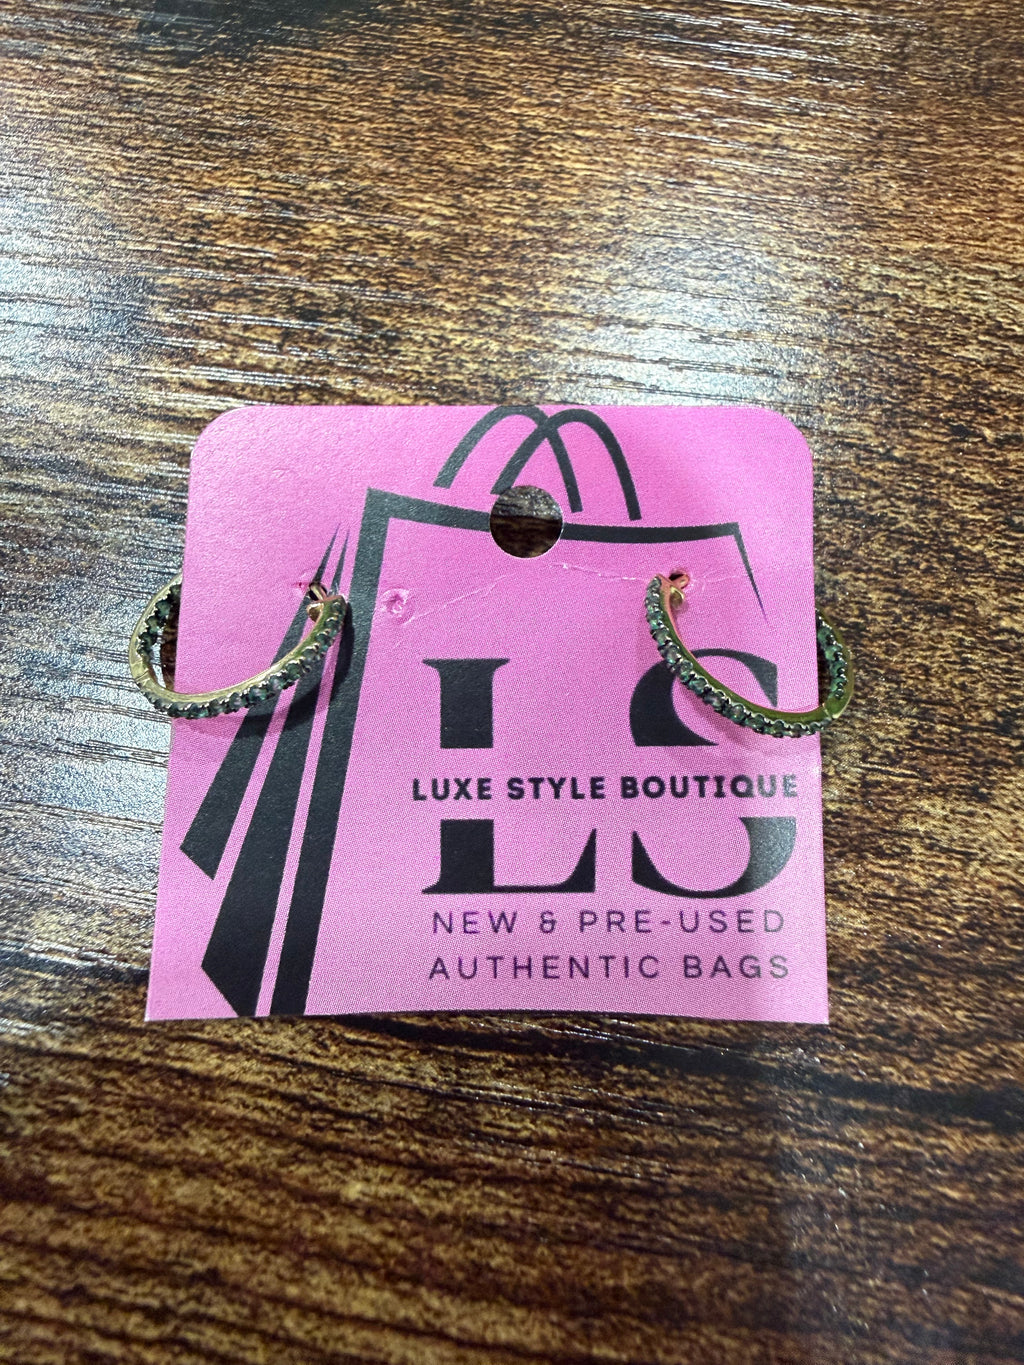 LS
LUXE STYLE BOUTIQUE
NEW & PRE-USED
AUTHENTIC BAGS